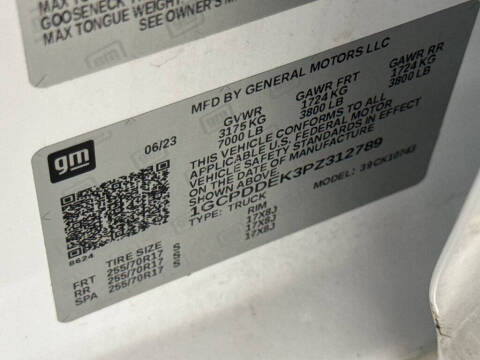 GOOSENECK
MAX TONGUE WEIGHT
SEE OWNER'S
MFD BY GENERAL MOTORS LLC
gm
06/23
GVWR GAWR FRT GAWR RR
3175 KG 1724 KG 1724 KG
7000 LB 3800 LB 3800 LB
THIS VEHICLE CONFORMS TO ALL
APPLICABLE U.S. FEDERAL MOTOR
VEHICLE SAFETY STANDARDS IN EFFECT
ON THE DATE OF MANUFACTURE
SHOWN ABOVE.
1GCPDDEK3PZ312789
TYPE: TRUCK MODEL:
8624
TIRE SIZE RIM
FRT 255/70R17 S 17X8J
RR 255/70R17 S 17X8J
SPA 255/70R17 S 17X8J